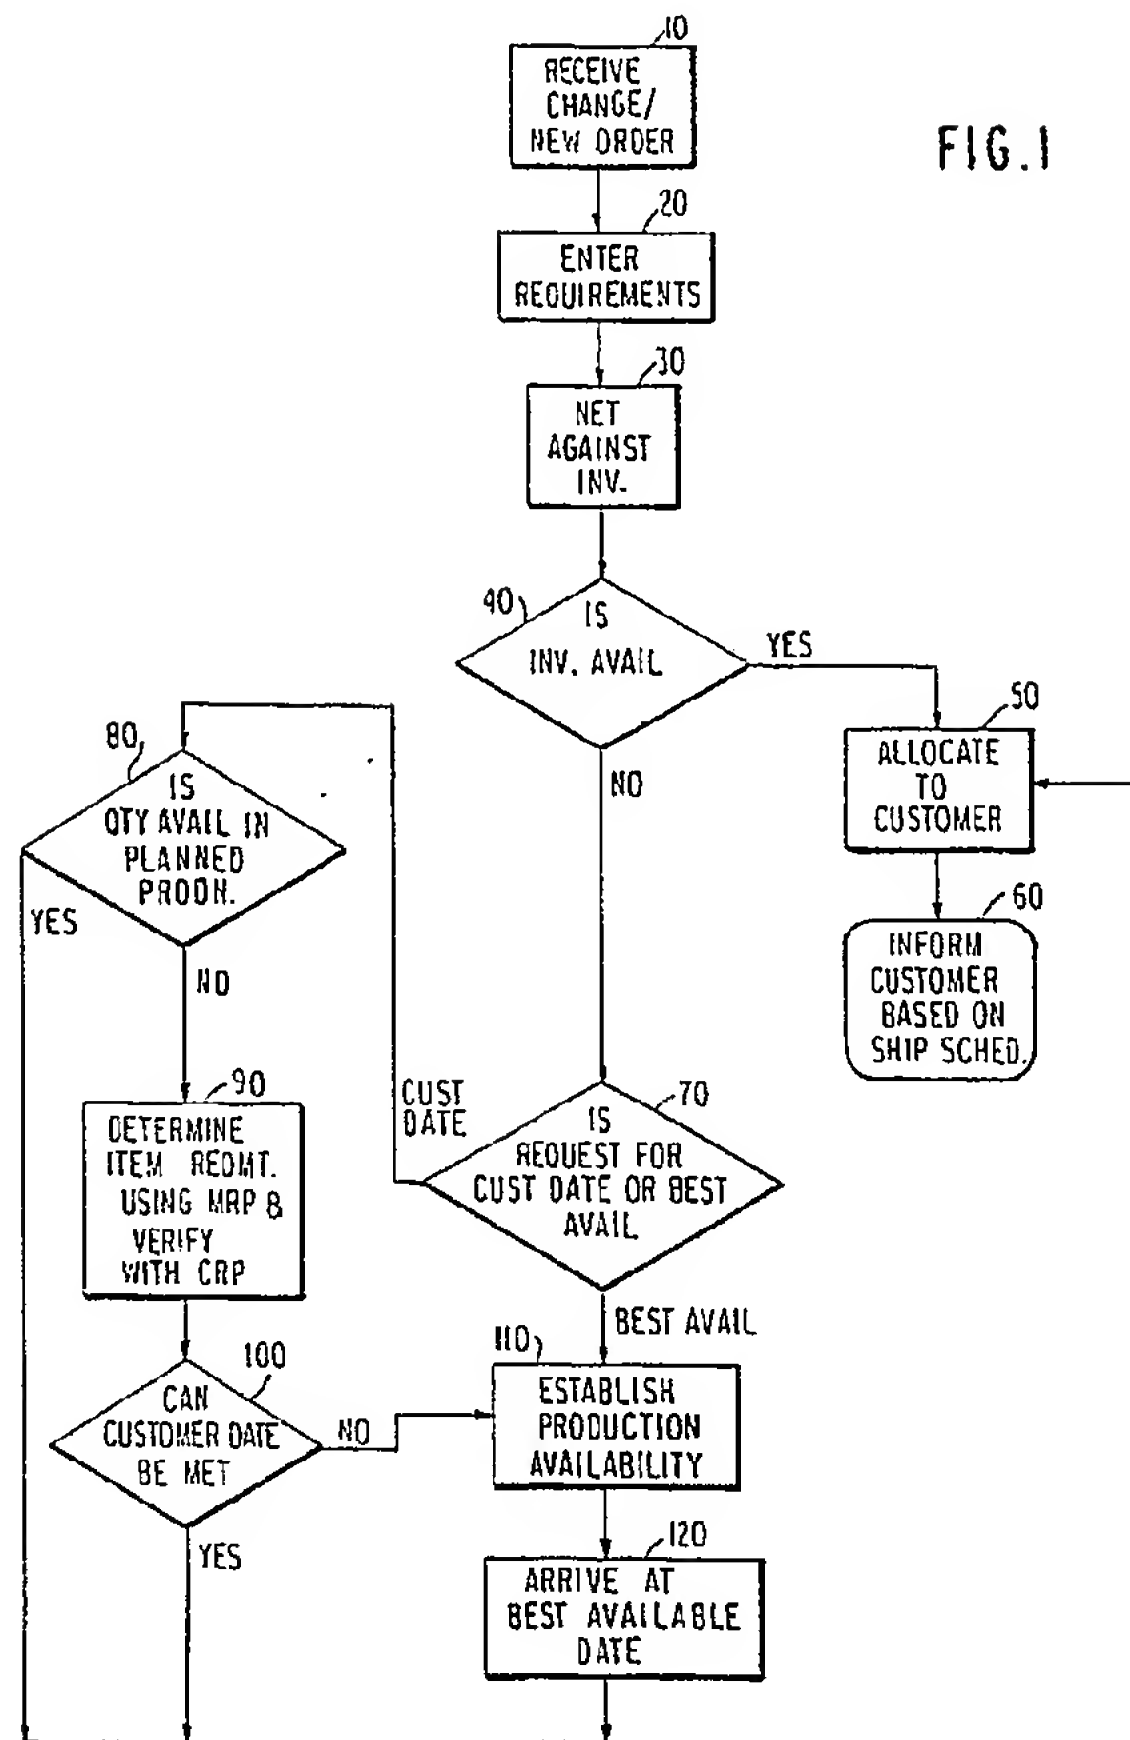 10
RECEIVE
CHANGE/
NEW ORDER
FIG.1
20
ENTER
REQUIREMENTS
30
NET
AGAINST
INV.
40
IS
INV. AVAIL
YES
NO
50
ALLOCATE
TO
CUSTOMER
60
INFORM
CUSTOMER
BASED ON
SHIP SCHED.
70
IS
REQUEST FOR
CUST DATE OR BEST
AVAIL
CUST
DATE
BEST AVAIL
80
IS
QTY AVAIL IN
PLANNED
PRODN.
YES
NO
90
DETERMINE
ITEM REQMT.
USING MRP &
VERIFY
WITH CRP
100
CAN
CUSTOMER DATE
BE MET
NO
YES
110
ESTABLISH
PRODUCTION
AVAILABILITY
120
ARRIVE AT
BEST AVAILABLE
DATE